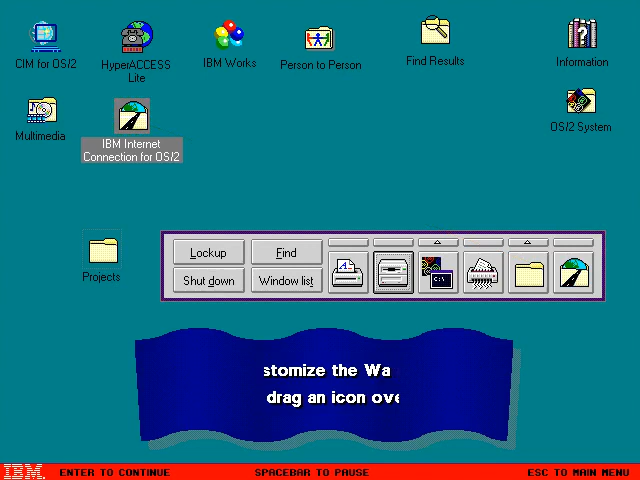 CIM for OS/2
HyperACCESS
Lite
IBM Works
Person to Person
Find Results
Information
Multimedia
IBM Internet
Connection for OS/2
OS/2 System
Projects
Lockup
Find
Shut down
Window list
C:\
stomize the Wa
drag an icon ove
IBM.
ENTER TO CONTINUE
SPACEBAR TO PAUSE
ESC TO MAIN MENU